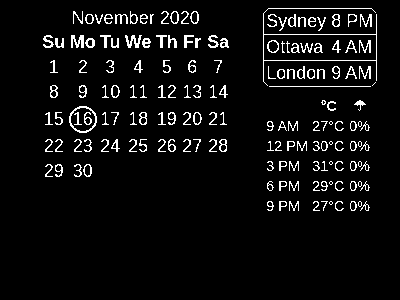 November 2020
Su Mo Tu We Th Fr Sa
1 2 3 4 5 6 7
8 9 10 11 12 13 14
15 16 17 18 19 20 21
22 23 24 25 26 27 28
29 30
Sydney 8 PM
Ottawa 4 AM
London 9 AM
°C ☂
9 AM 27°C 0%
12 PM 30°C 0%
3 PM 31°C 0%
6 PM 29°C 0%
9 PM 27°C 0%